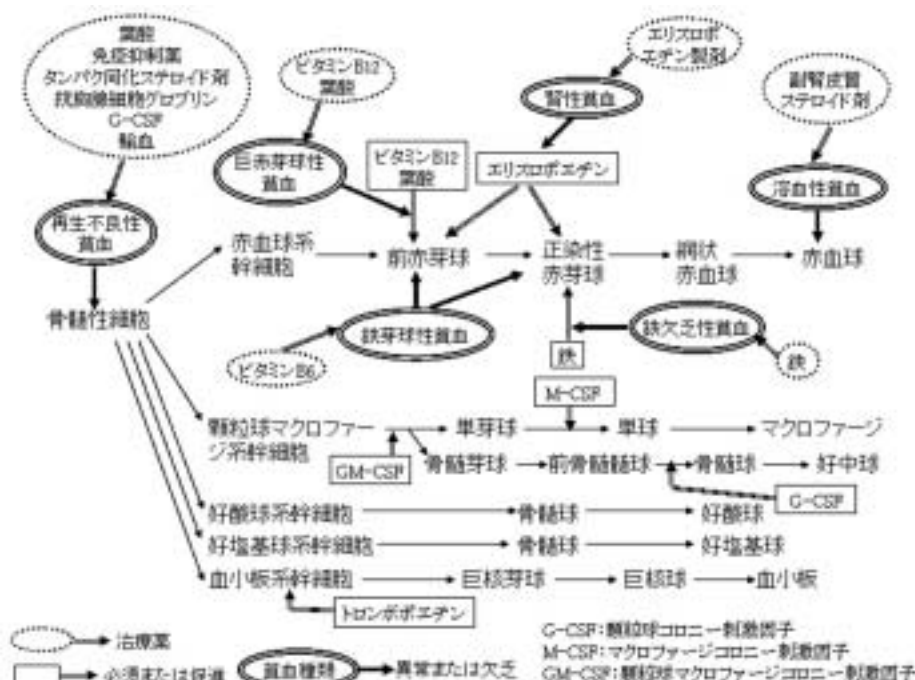 葉酸
免疫抑制薬
タンパク同化ステロイド剤
抗胸腺細胞グロブリン
G-CSF
輸血
ビタミンB12
葉酸
エリスロポ
エチン製剤
副腎皮質
ステロイド剤
腎性貧血
巨赤芽球性
貧血
ビタミンB12
葉酸
エリスロポエチン
溶血性貧血
再生不良性
貧血
赤血球系
幹細胞
前赤芽球
正染性
赤芽球
網状
赤血球
赤血球
骨髄性細胞
鉄芽球性貧血
鉄欠乏性貧血
ビタミンB6
鉄
鉄
M-CSF
顆粒球マクロファー
ジ系幹細胞
単芽球
単球
マクロファージ
GM-CSF
骨髄芽球
前骨髄髄球
骨髄球
好中球
G-CSF
好酸球系幹細胞
骨髄球
好酸球
好塩基球系幹細胞
骨髄球
好塩基球
血小板系幹細胞
巨核芽球
巨核球
血小板
トロンボポエチン
治療薬
必須または促進
貧血種類
異常または欠乏
G-CSF:顆粒球コロニー刺激因子
M-CSF:マクロファージコロニー刺激因子
GM-CSF:顆粒球マクロファージコロニー刺激因子